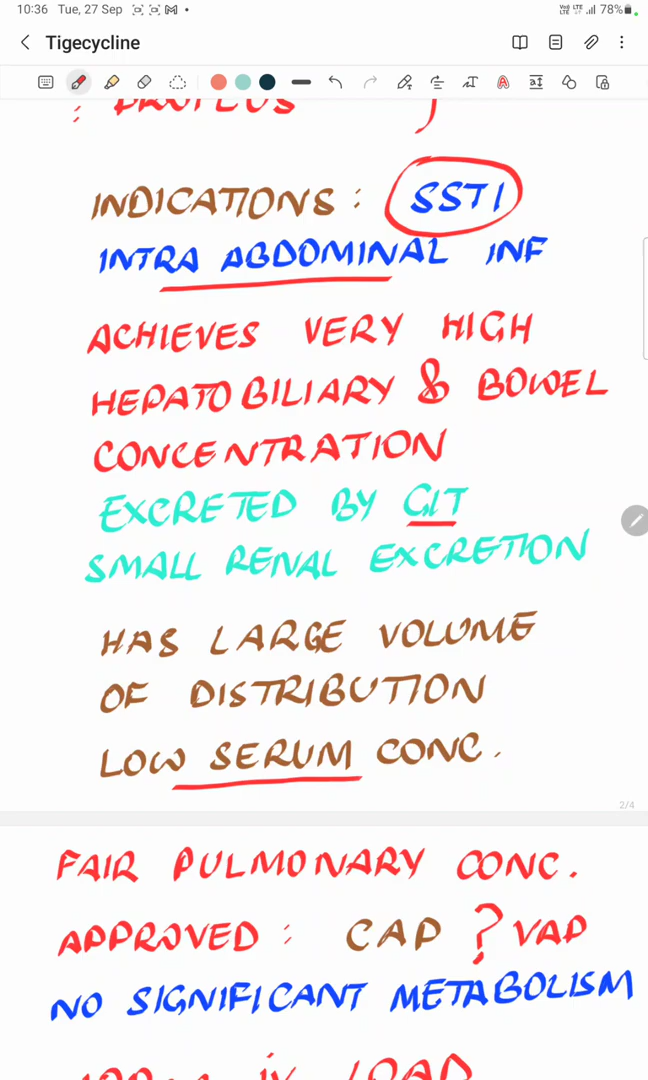 10:36 Tue, 27 Sep
78%
Tigecycline
: PROTEUS
INDICATIONS : SSTI
INTRA ABDOMINAL INF
ACHIEVES VERY HIGH
HEPATOBILIARY & BOWEL
CONCENTRATION
EXCRETED BY GIT
SMALL RENAL EXCRETION
HAS LARGE VOLUME
OF DISTRIBUTION
LOW SERUM CONC.
2/4
FAIR PULMONARY CONC.
APPROVED : CAP ? VAP
NO SIGNIFICANT METABOLISM
LOAD